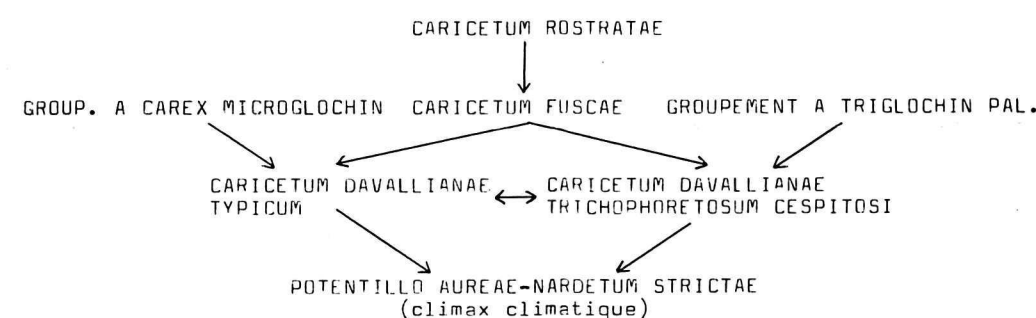 CARICETUM ROSTRATAE
GROUP. A CAREX MICROGLOCHIN CARICETUM FUSCAE GROUPEMENT A TRIGLOCHIN PAL.
CARICETUM DAVALLIANAE CARICETUM DAVALLIANAE
TYPICUM TRICHOPHORETOSUM CESPITOSI
POTENTILLO AUREAE-NARDETUM STRICTAE
(climax climatique)